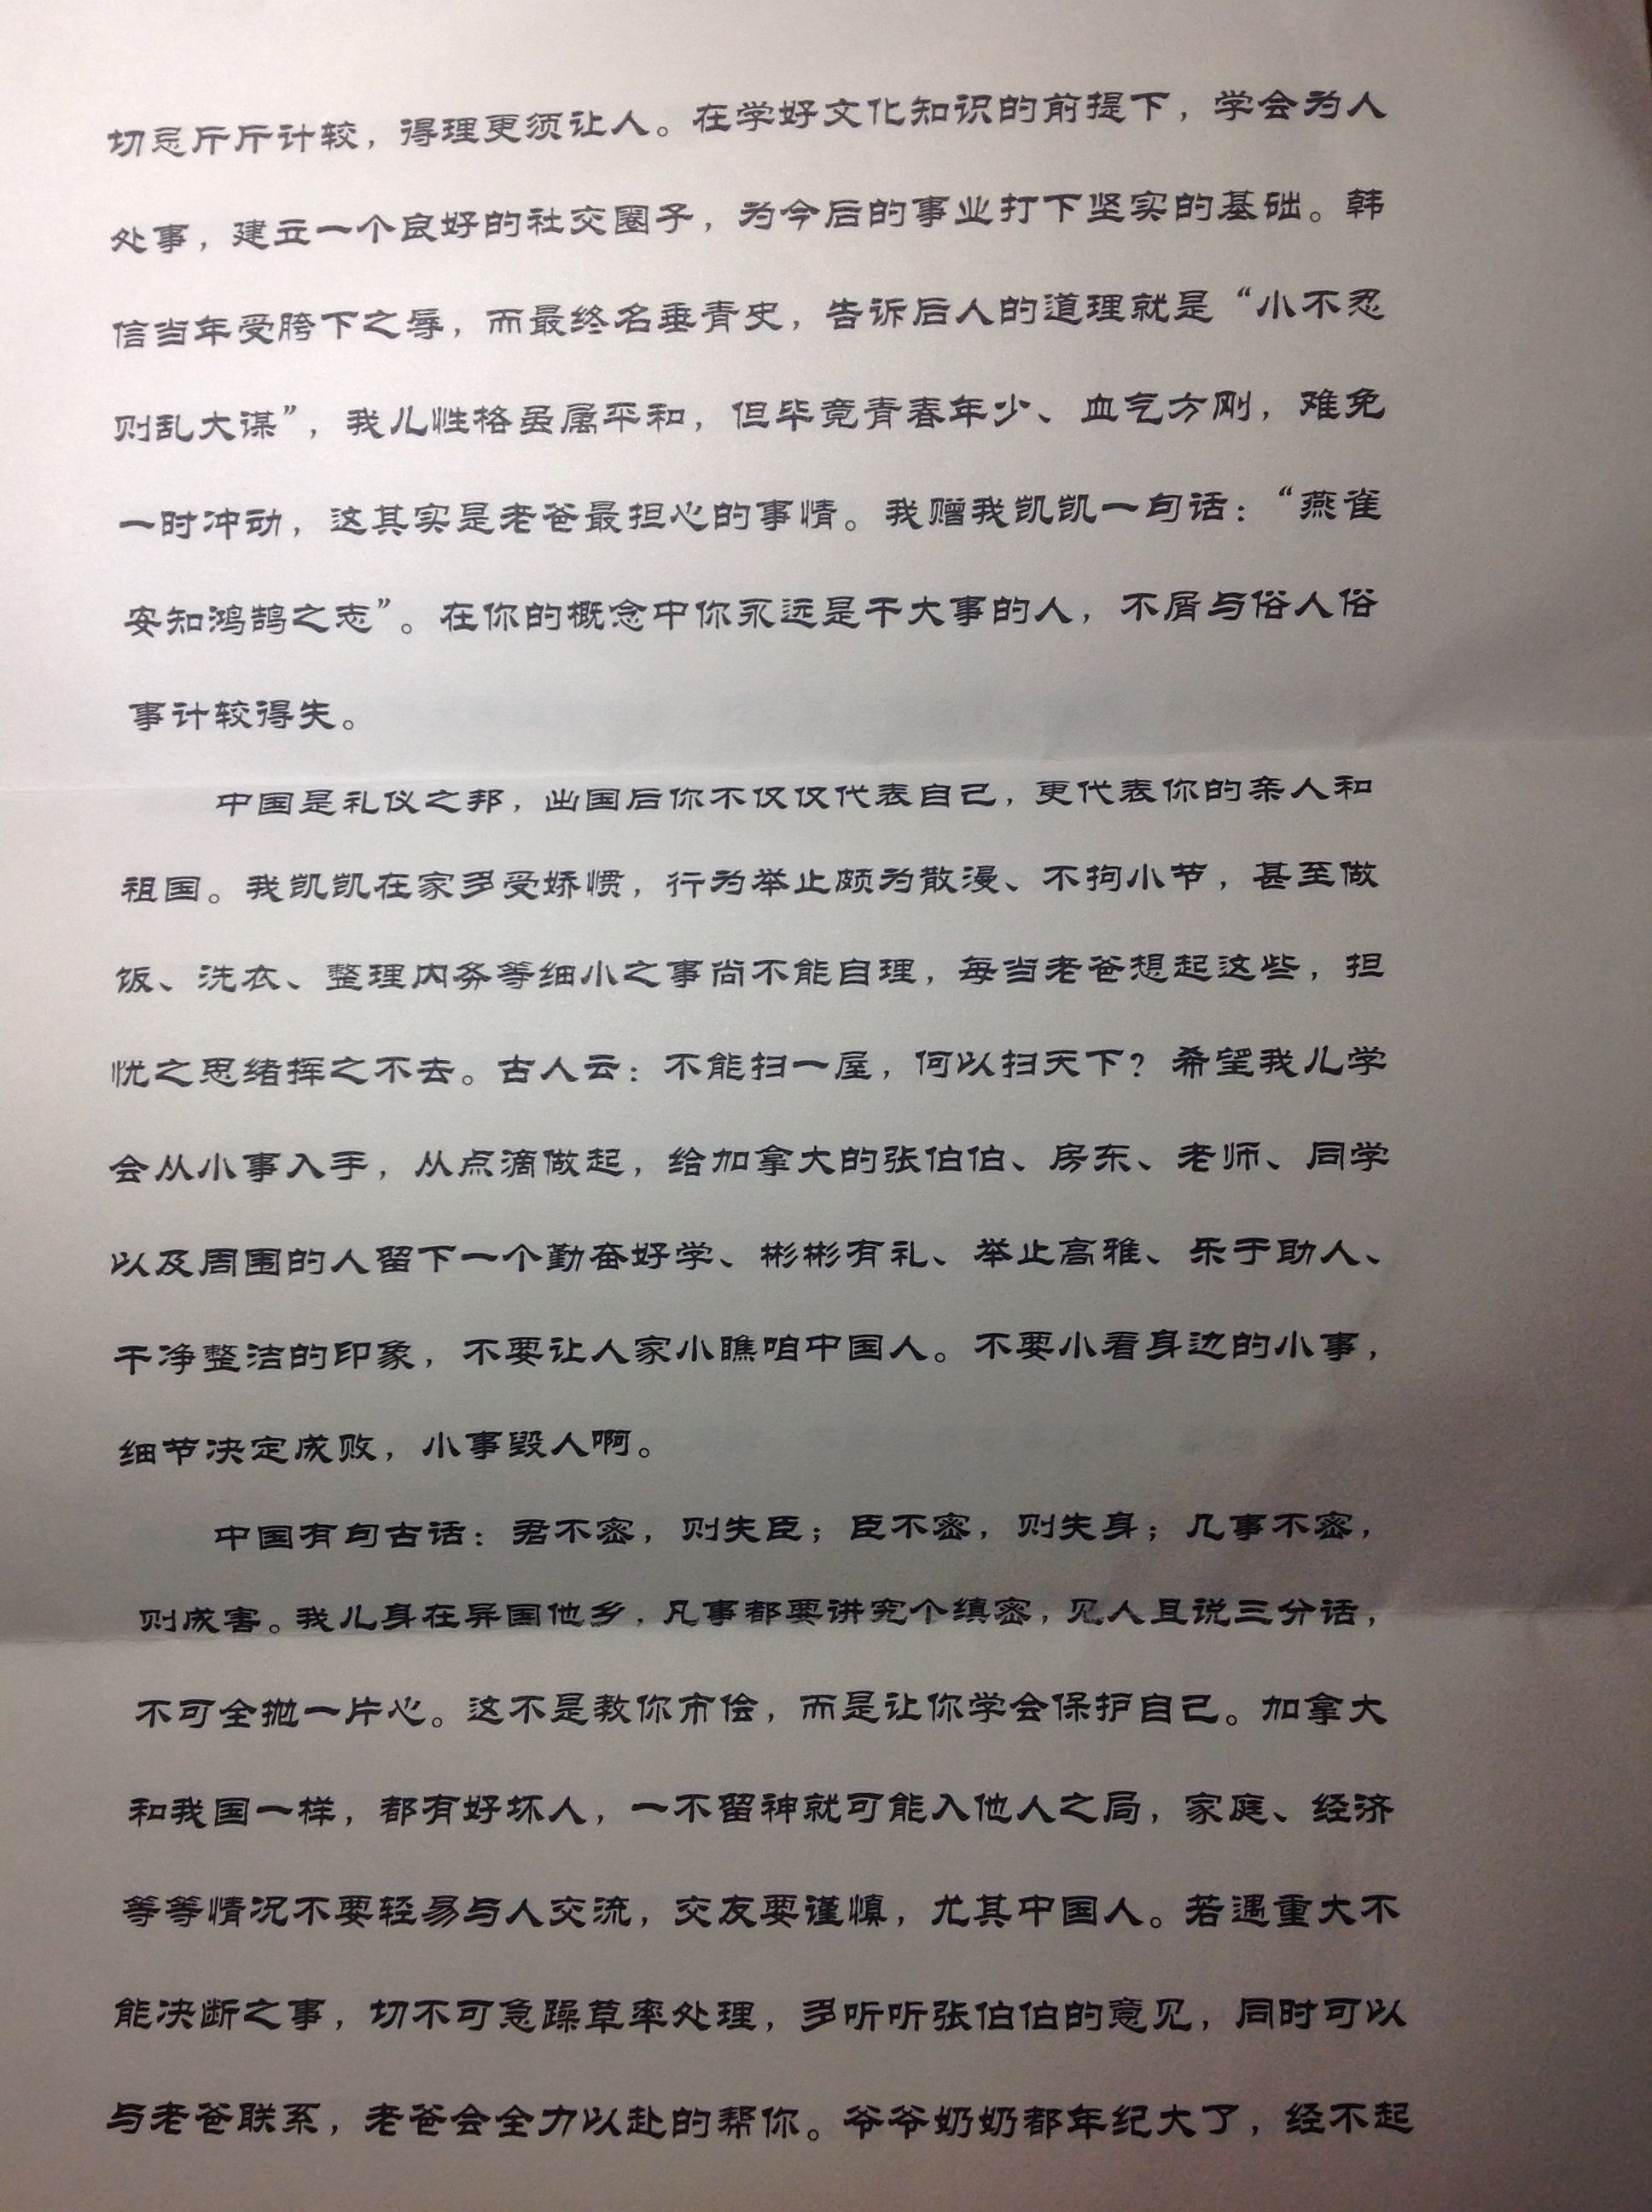 切忌斤斤计较，得理更须让人。在学好文化知识的前提下，学会为人
处事，建立一个良好的社交圈子，为今后的事业打下坚实的基础。韩
信当年受胯下之辱，而最终名垂青史，告诉后人的道理就是“小不忍
则乱大谋”，我儿性格虽属平和，但毕竟青春年少、血气方刚，难免
一时冲动，这其实是老爸最担心的事情。我赠我凯凯一句话：“燕雀
安知鸿鹄之志”。在你的概念中你永远是干大事的人，不屑与俗人俗
事计较得失。
中国是礼仪之邦，出国后你不仅仅代表自己，更代表你的亲人和
祖国。我凯凯在家多受娇惯，行为举止颇为散漫、不拘小节，甚至做
饭、洗衣、整理内务等细小之事尚不能自理，每当老爸想起这些，担
忧之思绪挥之不去。古人云：不能扫一屋，何以扫天下？希望我儿学
会从小事入手，从点滴做起，给加拿大的张伯伯、房东、老师、同学
以及周围的人留下一个勤奋好学、彬彬有礼、举止高雅、乐于助人、
干净整洁的印象，不要让人家小瞧咱中国人。不要小看身边的小事，
细节决定成败，小事毁人啊。
中国有句古话：君不密，则失臣；臣不密，则失身；几事不密，
则成害。我儿身在异国他乡，凡事都要讲究个缜密，见人且说三分话，
不可全抛一片心。这不是教你市侩，而是让你学会保护自己。加拿大
和我国一样，都有好坏人，一不留神就可能入他人之局，家庭、经济
等等情况不要轻易与人交流，交友要谨慎，尤其中国人。若遇重大不
能决断之事，切不可急躁草率处理，多听听张伯伯的意见，同时可以
与老爸联系，老爸会全力以赴的帮你。爷爷奶奶都年纪大了，经不起